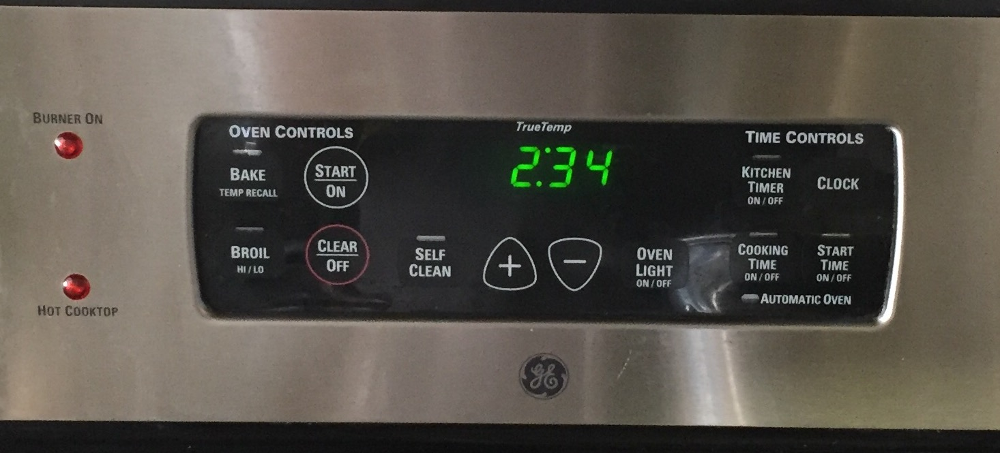 BURNER ON
HOT COOKTOP
OVEN CONTROLS
BAKE
TEMP RECALL
START
ON
BROIL
HI / LO
CLEAR
OFF
SELF
CLEAN
TrueTemp
2:34
+
−
OVEN
LIGHT
ON / OFF
TIME CONTROLS
KITCHEN
TIMER
ON / OFF
CLOCK
COOKING
TIME
ON / OFF
START
TIME
ON / OFF
AUTOMATIC OVEN
GE